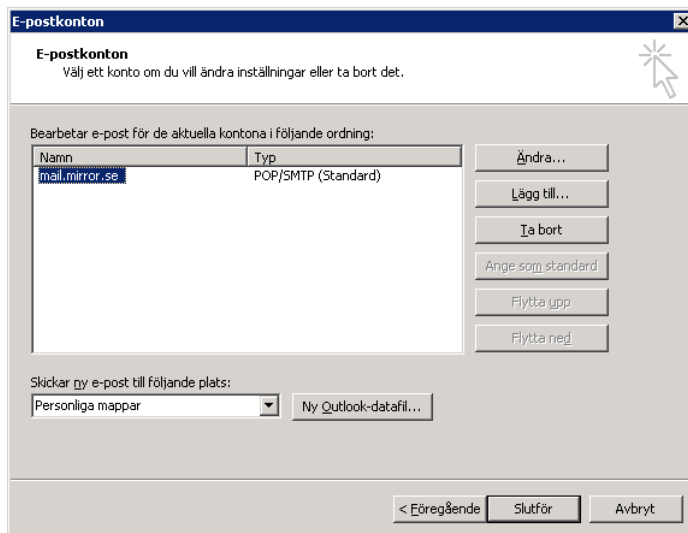 E-postkonton
E-postkonton
Välj ett konto om du vill ändra inställningar eller ta bort det.
Bearbetar e-post för de aktuella kontona i följande ordning:
Namn Typ
mail.mirror.se POP/SMTP (Standard)
Ändra...
Lägg till...
Ta bort
Ange som standard
Flytta upp
Flytta ned
Skickar ny e-post till följande plats:
Personliga mappar
Ny Outlook-datafil...
< Föregående Slutför Avbryt